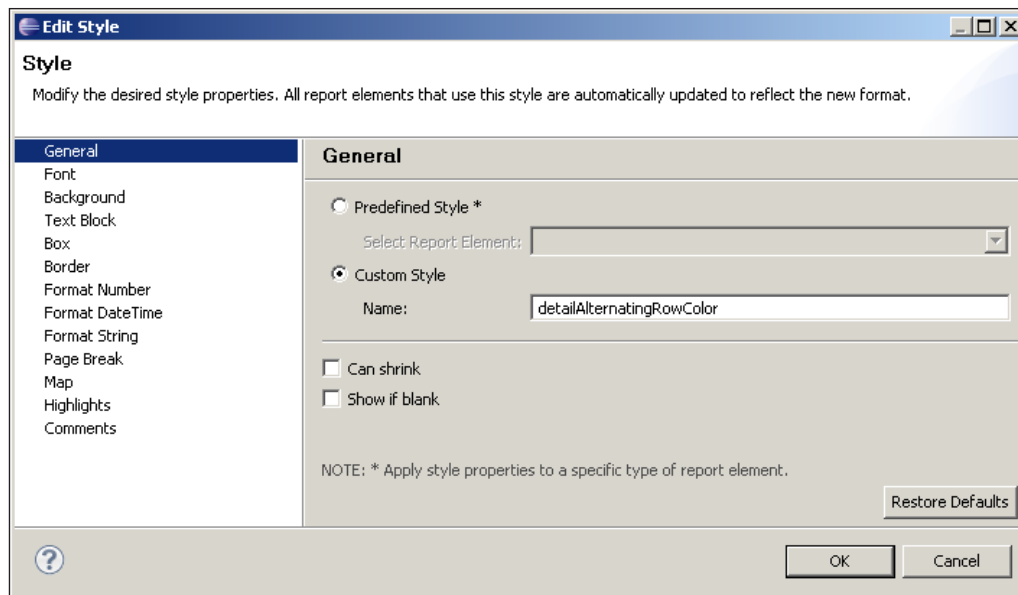 Edit Style
Style
Modify the desired style properties. All report elements that use this style are automatically updated to reflect the new format.
General
Font
Background
Text Block
Box
Border
Format Number
Format DateTime
Format String
Page Break
Map
Highlights
Comments
General
Predefined Style *
Select Report Element:
Custom Style
Name: detailAlternatingRowColor
Can shrink
Show if blank
NOTE: * Apply style properties to a specific type of report element.
Restore Defaults
?
OK Cancel